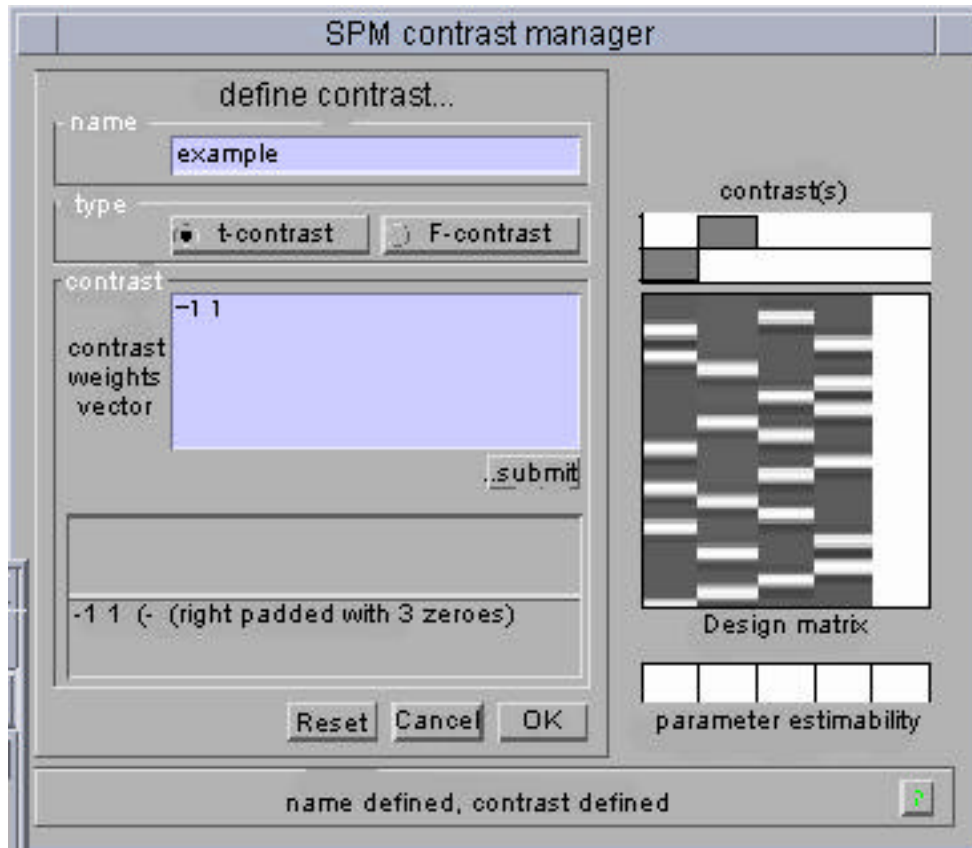 SPM contrast manager
define contrast...
name
example
type
t-contrast
F-contrast
contrast
-1 1
contrast
weights
vector
..submit
-1 1 (- (right padded with 3 zeroes)
Reset
Cancel
OK
contrast(s)
Design matrix
parameter estimability
name defined, contrast defined
?